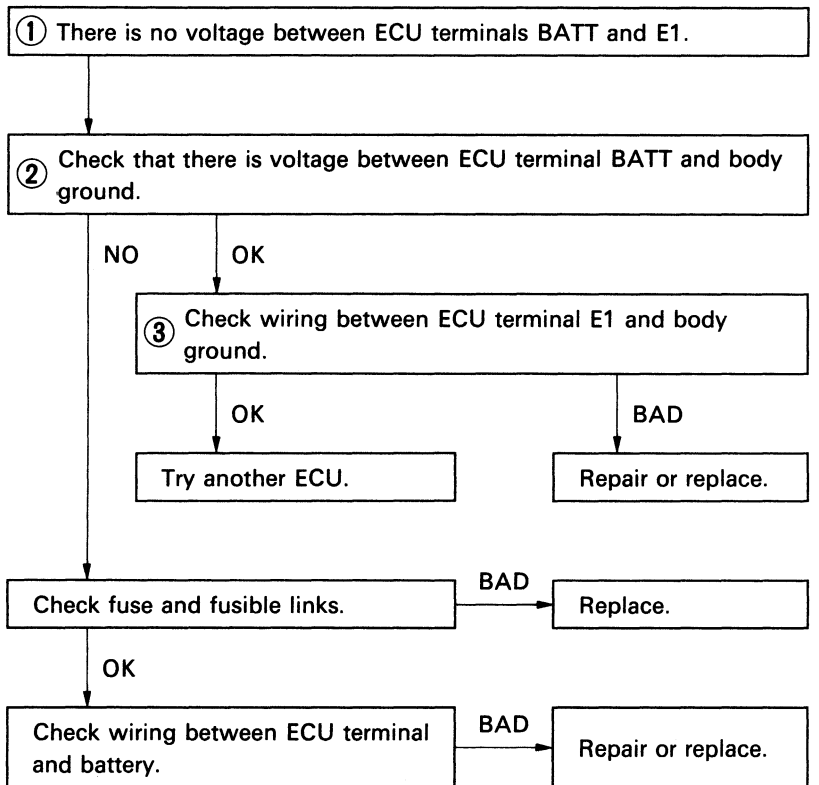 ① There is no voltage between ECU terminals BATT and E1.
② Check that there is voltage between ECU terminal BATT and body
ground.
NO
OK
③ Check wiring between ECU terminal E1 and body
ground.
OK
BAD
Try another ECU.
Repair or replace.
Check fuse and fusible links.
BAD
Replace.
OK
Check wiring between ECU terminal
and battery.
BAD
Repair or replace.